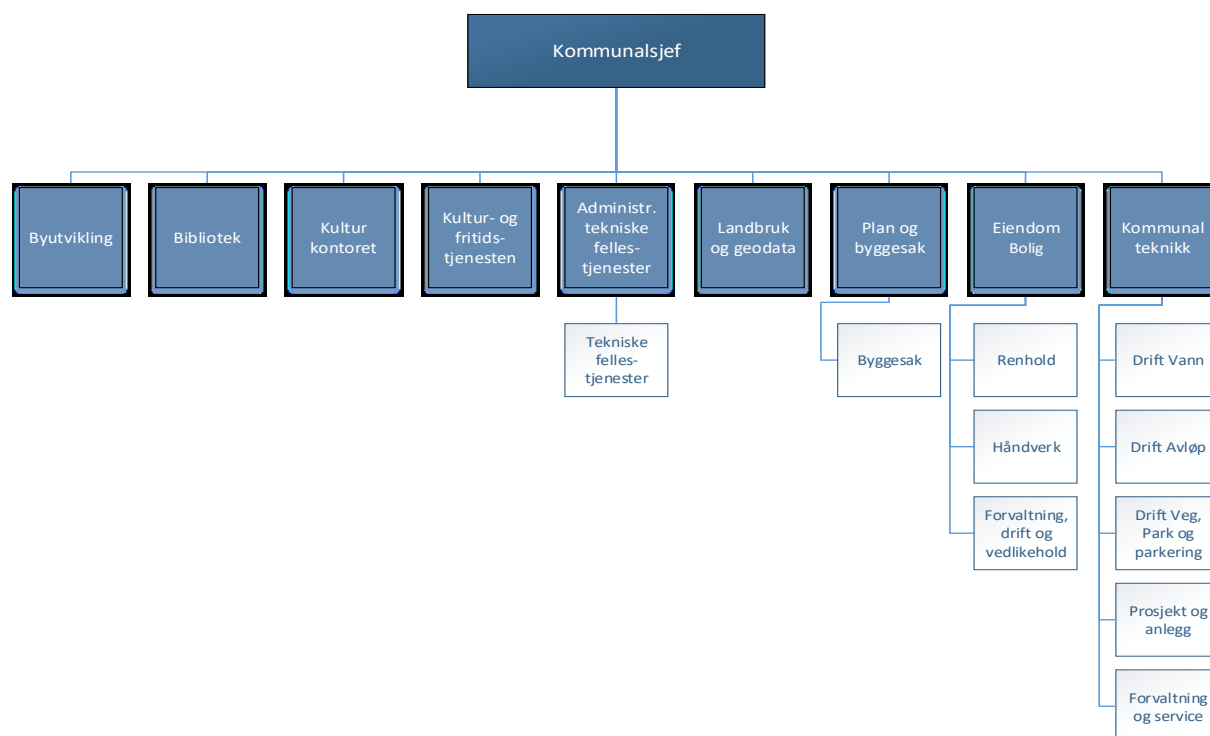 Kommunalsjef
Byutvikling
Bibliotek
Kultur
kontoret
Kultur- og
fritids-
tjenesten
Administr.
tekniske
felles-
tjenester
Landbruk
og geodata
Plan og
byggesak
Eiendom
Bolig
Kommunal
teknikk
Tekniske
felles-
tjenester
Byggesak
Renhold
Håndverk
Forvaltning,
drift og
vedlikehold
Drift Vann
Drift Avløp
Drift Veg,
Park og
parkering
Prosjekt og
anlegg
Forvaltning
og service